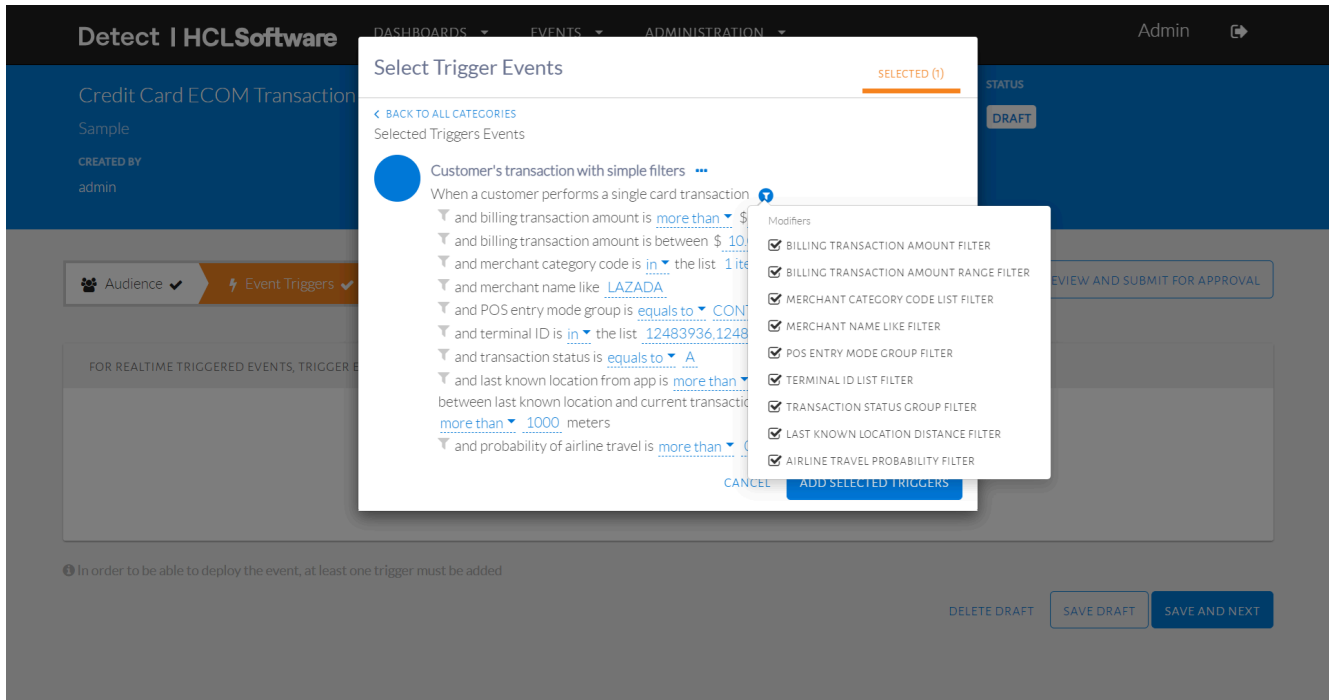 Detect | HCLSoftware
DASHBOARDS EVENTS ADMINISTRATION
Admin
Credit Card ECOM Transaction
Sample
CREATED BY
admin
STATUS
DRAFT
Select Trigger Events
SELECTED (1)
BACK TO ALL CATEGORIES
Selected Triggers Events
Customer's transaction with simple filters
When a customer performs a single card transaction
and billing transaction amount is more than $
and billing transaction amount is between $ 10.
and merchant category code is in the list 1
and merchant name like LAZADA
and POS entry mode group is equals to
and terminal ID is in the list 12483936,1248
and transaction status is equals to A
and last known location from app is more than
between last known location and current
more than 1000 meters
and probability of airline travel is more than
Modifiers
BILLING TRANSACTION AMOUNT FILTER
BILLING TRANSACTION AMOUNT RANGE FILTER
MERCHANT CATEGORY CODE LIST FILTER
MERCHANT NAME LIKE FILTER
POS ENTRY MODE GROUP FILTER
TERMINAL ID LIST FILTER
TRANSACTION STATUS GROUP FILTER
LAST KNOWN LOCATION DISTANCE FILTER
AIRLINE TRAVEL PROBABILITY FILTER
CANCEL
ADD SELECTED TRIGGERS
Audience
Event Triggers
AND SUBMIT FOR APPROVAL
FOR REALTIME TRIGGERED EVENTS, TRIGGER
In order to be able to deploy the event, at least one trigger must be added
DELETE DRAFT
SAVE DRAFT
SAVE AND NEXT